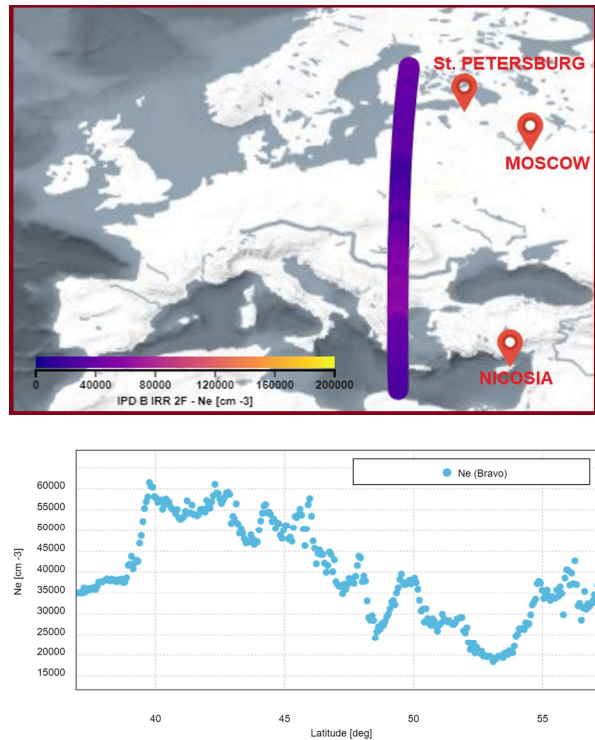 St. PETERSBURG
MOSCOW
NICOSIA
0 40000 80000 120000 160000 200000
IPD B IRR 2F - Ne [cm -3]
Ne (Bravo)
60000
55000
50000
45000
40000
35000
30000
25000
20000
15000
Ne [cm -3]
40 45 50 55
Latitude [deg]